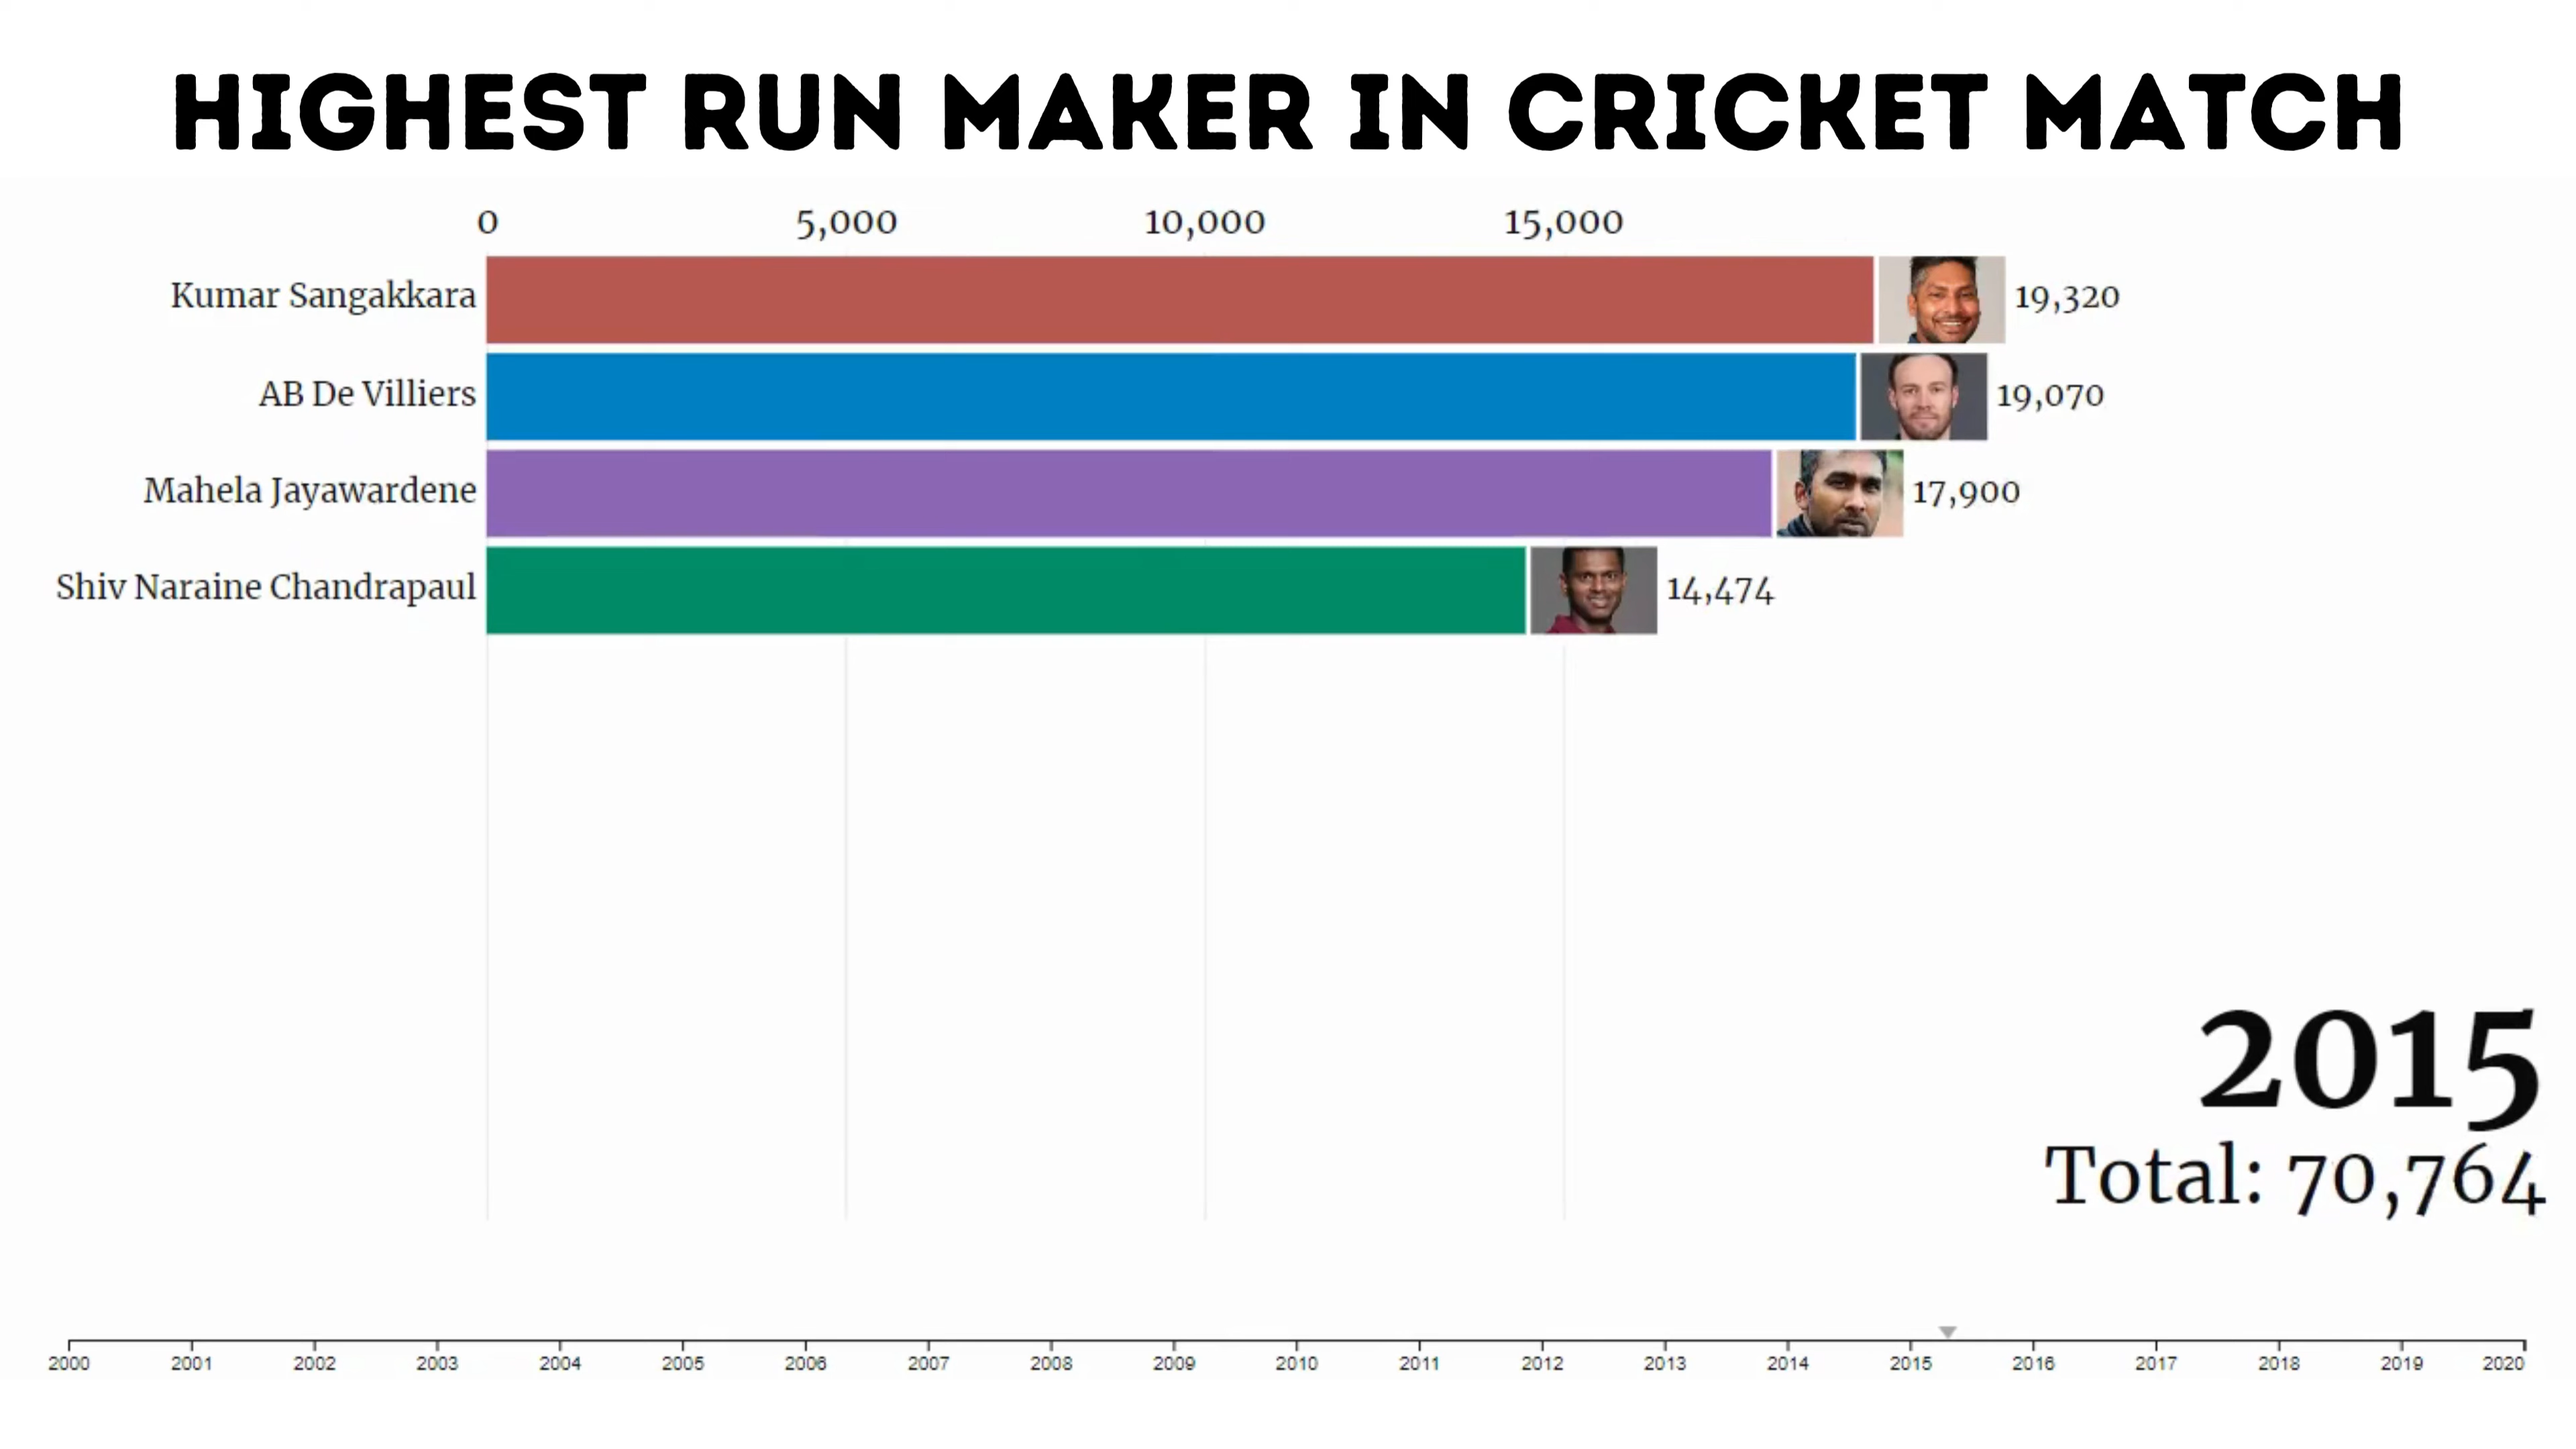 HIGHEST RUN MAKER IN CRICKET MATCH
0 5,000 10,000 15,000
Kumar Sangakkara 19,320
AB De Villiers 19,070
Mahela Jayawardene 17,900
Shiv Naraine Chandrapaul 14,474
2015
Total: 70,764
2000 2001 2002 2003 2004 2005 2006 2007 2008 2009 2010 2011 2012 2013 2014 2015 2016 2017 2018 2019 2020